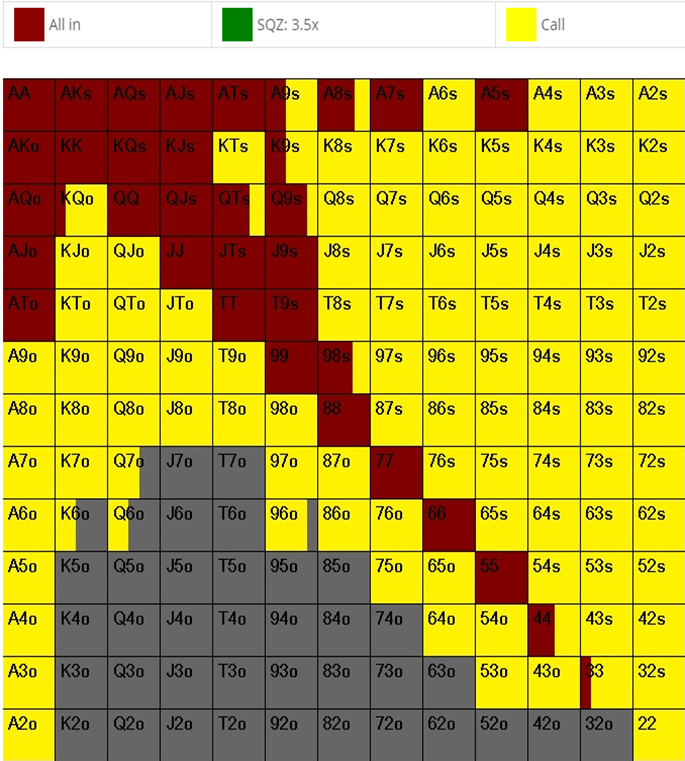 All in SQZ: 3.5x Call
AA AKs AQs AJs ATs A9s A8s A7s A6s A5s A4s A3s A2s
AKo KK KQs KJs KTs K9s K8s K7s K6s K5s K4s K3s K2s
AQo KQo QQ QJs QTs Q9s Q8s Q7s Q6s Q5s Q4s Q3s Q2s
AJo KJo QJo JJ JTs J9s J8s J7s J6s J5s J4s J3s J2s
ATo KTo QTo JTo TT T9s T8s T7s T6s T5s T4s T3s T2s
A9o K9o Q9o J9o T9o 99 98s 97s 96s 95s 94s 93s 92s
A8o K8o Q8o J8o T8o 98o 88 87s 86s 85s 84s 83s 82s
A7o K7o Q7o J7o T7o 97o 87o 77 76s 75s 74s 73s 72s
A6o K6o Q6o J6o T6o 96o 86o 76o 66 65s 64s 63s 62s
A5o K5o Q5o J5o T5o 95o 85o 75o 65o 55 54s 53s 52s
A4o K4o Q4o J4o T4o 94o 84o 74o 64o 54o 44 43s 42s
A3o K3o Q3o J3o T3o 93o 83o 73o 63o 53o 43o 33 32s
A2o K2o Q2o J2o T2o 92o 82o 72o 62o 52o 42o 32o 22